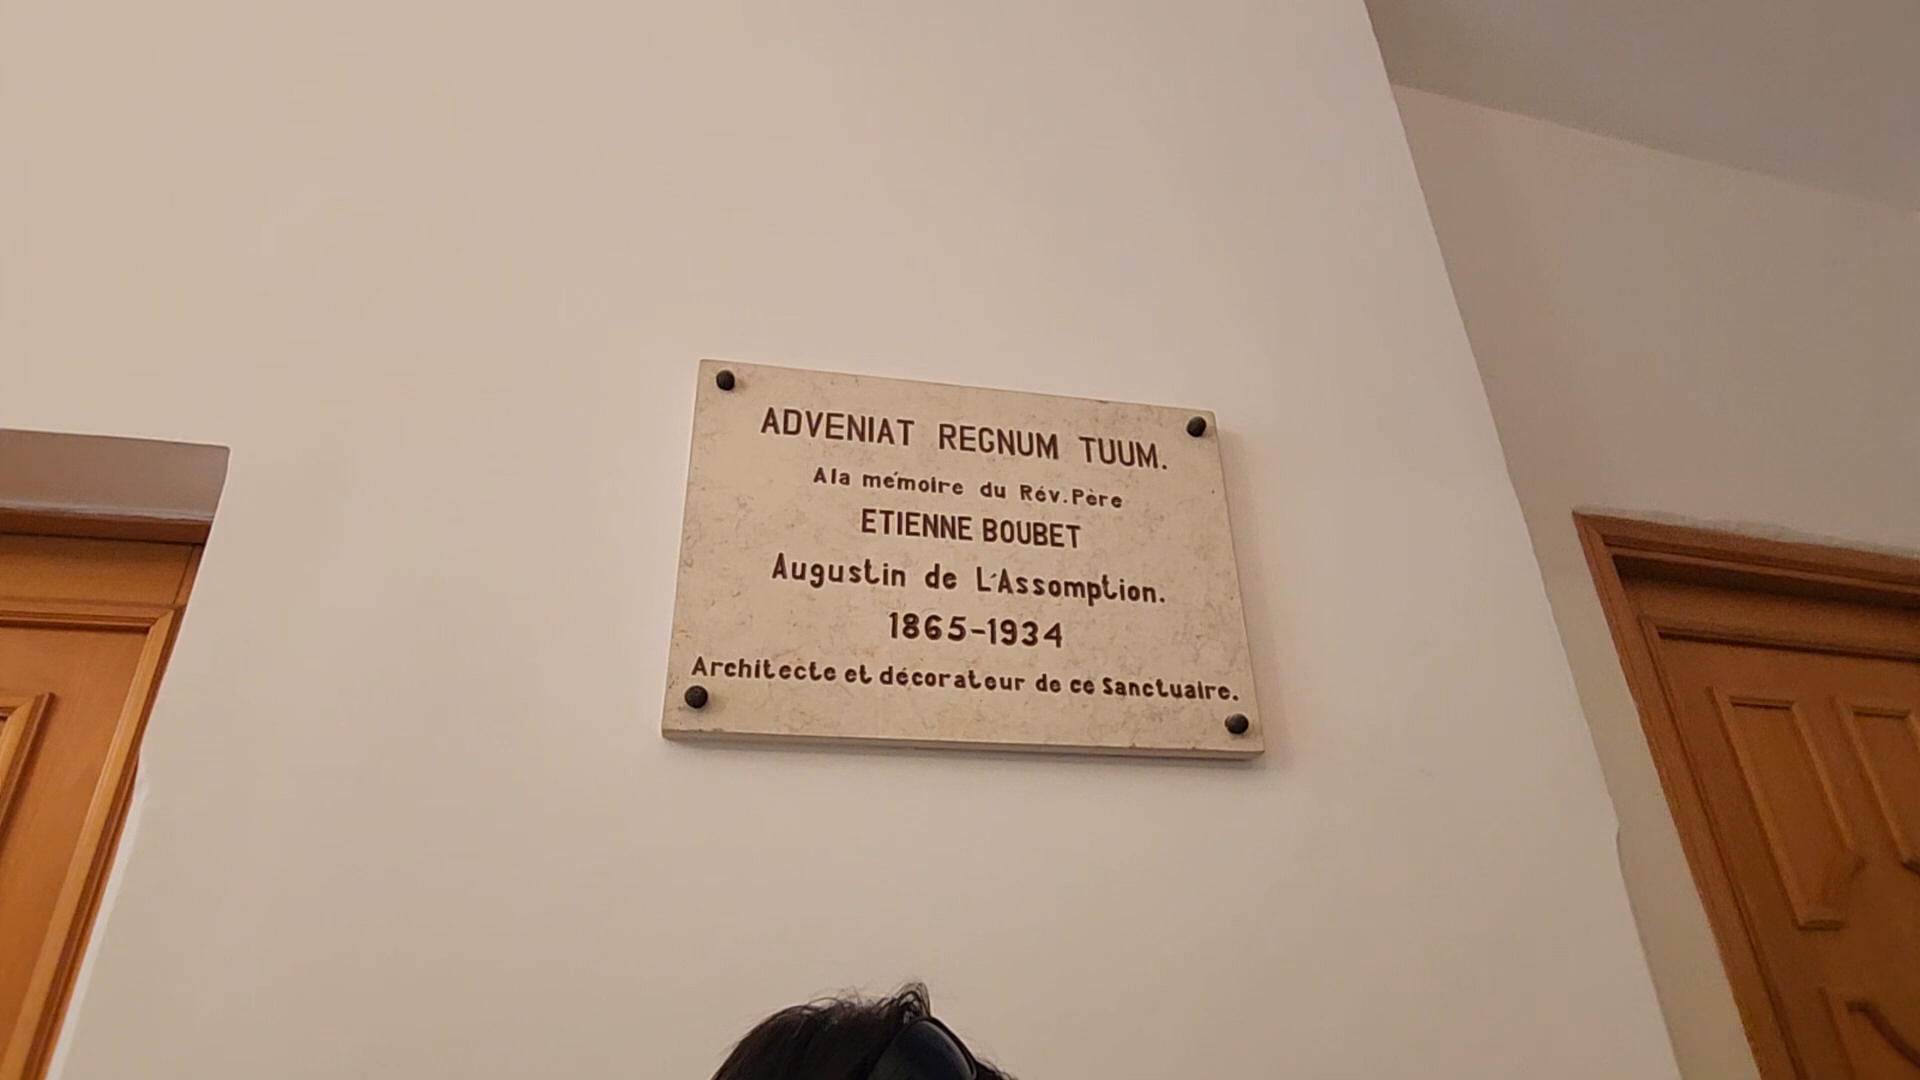 ADVENIAT REGNUM TUUM.
A la mémoire du Rév. Père
ETIENNE BOUBET
Augustin de L'Assomption.
1865-1934
Architecte et décorateur de ce Sanctuaire.